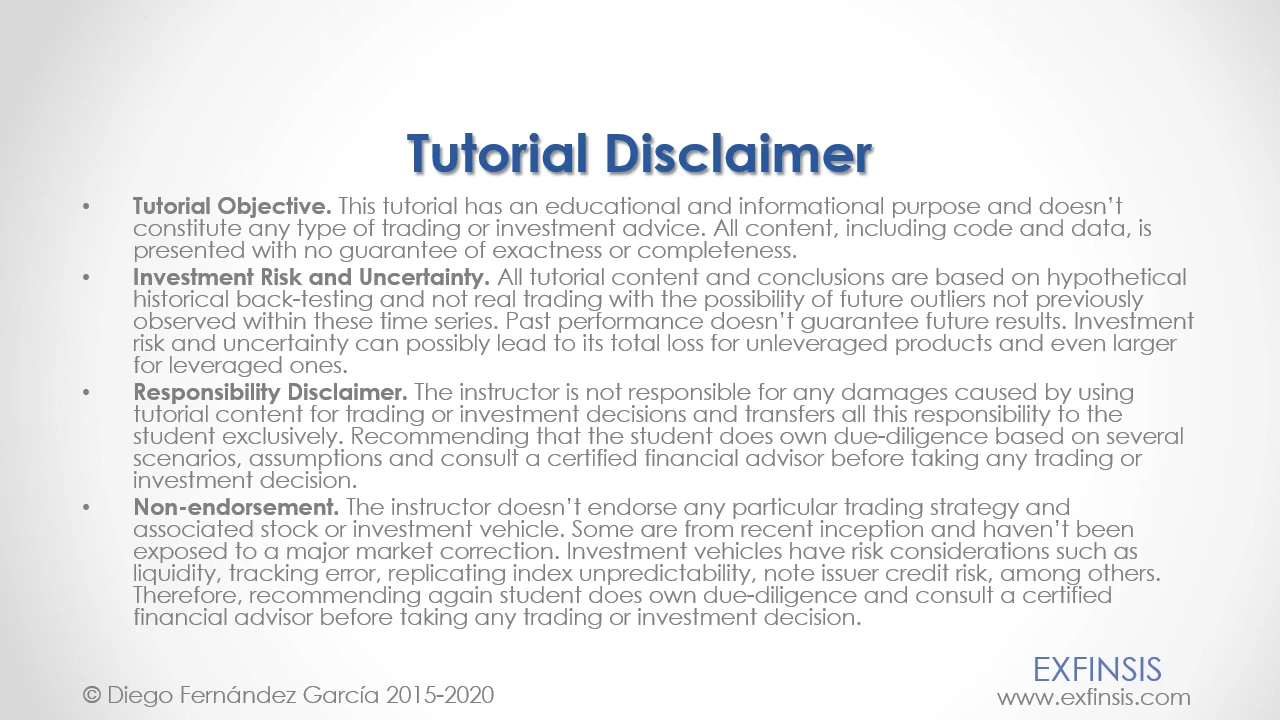 Tutorial Disclaimer
• Tutorial Objective. This tutorial has an educational and informational purpose and doesn’t
constitute any type of trading or investment advice. All content, including code and data, is
presented with no guarantee of exactness or completeness.
• Investment Risk and Uncertainty. All tutorial content and conclusions are based on hypothetical
historical back-testing and not real trading with the possibility of future outliers not previously
observed within these time series. Past performance doesn’t guarantee future results. Investment
risk and uncertainty can possibly lead to its total loss for unleveraged products and even larger
for leveraged ones.
• Responsibility Disclaimer. The instructor is not responsible for any damages caused by using
tutorial content for trading or investment decisions and transfers all this responsibility to the
student exclusively. Recommending that the student does own due-diligence based on several
scenarios, assumptions and consult a certified financial advisor before taking any trading or
investment decision.
• Non-endorsement. The instructor doesn’t endorse any particular trading strategy and
associated stock or investment vehicle. Some are from recent inception and haven’t been
exposed to a major market correction. Investment vehicles have risk considerations such as
liquidity, tracking error, replicating index unpredictability, note issuer credit risk, among others.
Therefore, recommending again student does own due-diligence and consult a certified
financial advisor before taking any trading or investment decision.
EXFINSIS
© Diego Fernández García 2015-2020
www.exfinsis.com